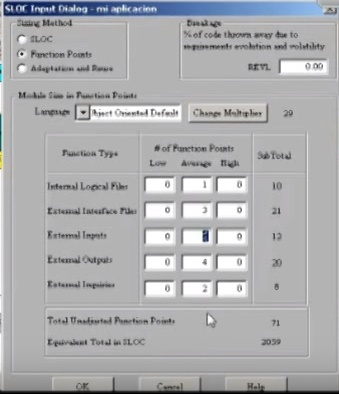 SLOC Input Dialog - mi aplicacion
Sizing Method
SLOC
Function Points
Adaptation and Reuse
Breakage
% of code thrown away due to
requirements evolution and volatility
REVL 0.00
Module Size in Function Points
Language Object Oriented Default Change Multiplier 29
Function Type # of Function Points SubTotal
Low Average High
Internal Logical Files 0 1 0 10
External Interface Files 0 3 0 21
External Inputs 0 0 12
External Outputs 0 4 0 20
External Inquiries 0 2 0 8
Total Unadjusted Function Points 71
Equivalent Total in SLOC 2059
OK Cancel Help